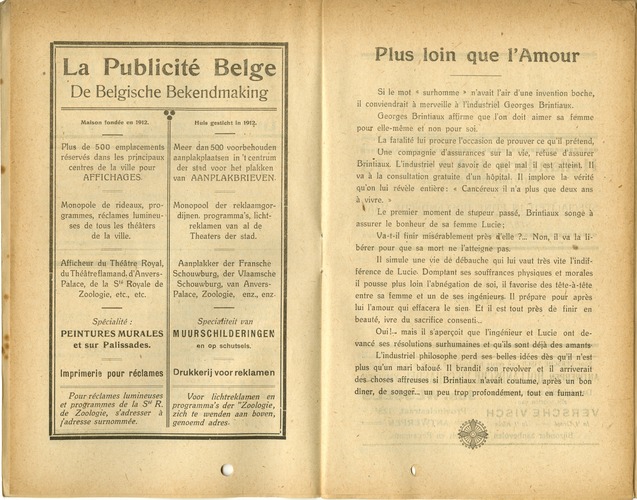 La Publicité Belge
De Belgische Bekendmaking
Maison fondée en 1912.
Plus de 500 emplacements
réservés dans les principaux
centres de la ville pour
AFFICHAGES.
Monopole de rideaux, pro-
grammes, réclames lumineu-
ses de tous les théâters
de la ville.
Afficheur du Théâtre Royal,
du Théâtre flamand, d'Anvers-
Palace, de la Sté Royale de
Zoologie, etc., etc.
Spécialité :
PEINTURES MURALES
et sur Palissades.
Imprimeris pour réclames
Pour réclames lumineuses
et programmes de la Sté R.
de Zoologie, s'adresser à
l'adresse surnommée.
Huis gesticht in 1912.
Meer dan 500 voorbehouden
aanplakplaatsen in 't centrum
der stad voor het plakken
van AANPLAKBRIEVEN.
Monopool der reklaamgor-
dijnen. programma's, licht-
reklamen van al de
Theaters der stad.
Aanplakker der Fransche
Schouwburg, der Vlaamsche
Schouwburg, van Anvers-
Palace, Zoologie, enz., enz.
Specialiteit van
MUURSCHILDERINGEN
en op schutsels.
Drukkerij voor reklamen
Voor lichtreklamen en
programma's der "Zoologie,
zich te wenden aan boven,
genoemd adres.
Plus loin que l'Amour
Si le mot « surhomme » n'avait l'air d'une invention boche,
il conviendrait à merveille à l'industriel Georges Brintiaux.
Georges Brintiaux affirme que l'on doit aimer sa femme
pour elle-même et non pour soi.
La fatalité lui procure l'occasion de prouver ce qu'il prétend,
Une compagnie d'assurances sur la vie, refuse d'assurer
Brintiaux. L'industriel veut savoir de quel mal il est atteint. Il
va à la consultation gratuite d'un hôpital. Il implore la vérité
qu'on lui révèle entière : « Cancéreux il n'a plus que deux ans
à vivre. »
Le premier moment de stupeur passé, Brintiaux songe à
assurer le bonheur de sa femme Lucie;
Va-t-il finir misérablement près d'elle ?... Non, il va la li-
bérer pour que sa mort ne l'atteigne pas.
Il simule une vie de débauche qui lui vaut très vite l'indif-
férence de Lucie. Domptant ses souffrances physiques et morales
il pousse plus loin l'abnégation de soi, il favorise des tête-à-tête
entre sa femme et un de ses ingénieurs. Il prépare pour après
lui l'amour qui effacera le sien. Et il est tout près de finir en
beauté, ivre du sacrifice consenti...
Oui!.. mais il s'aperçoit que l'ingénieur et Lucie ont de-
vancé ses résolutions surhumaines et qu'ils sont déjà des amants.
L'industriel philosophe perd ses belles idées dès qu'il n'est
plus qu'un mari bafoué. Il brandit son revolver et il arriverait
des choses affreuses si Brintiaux n'avait coutume, après un bon
dîner, de songer... un peu trop profondément, tout en fumant.